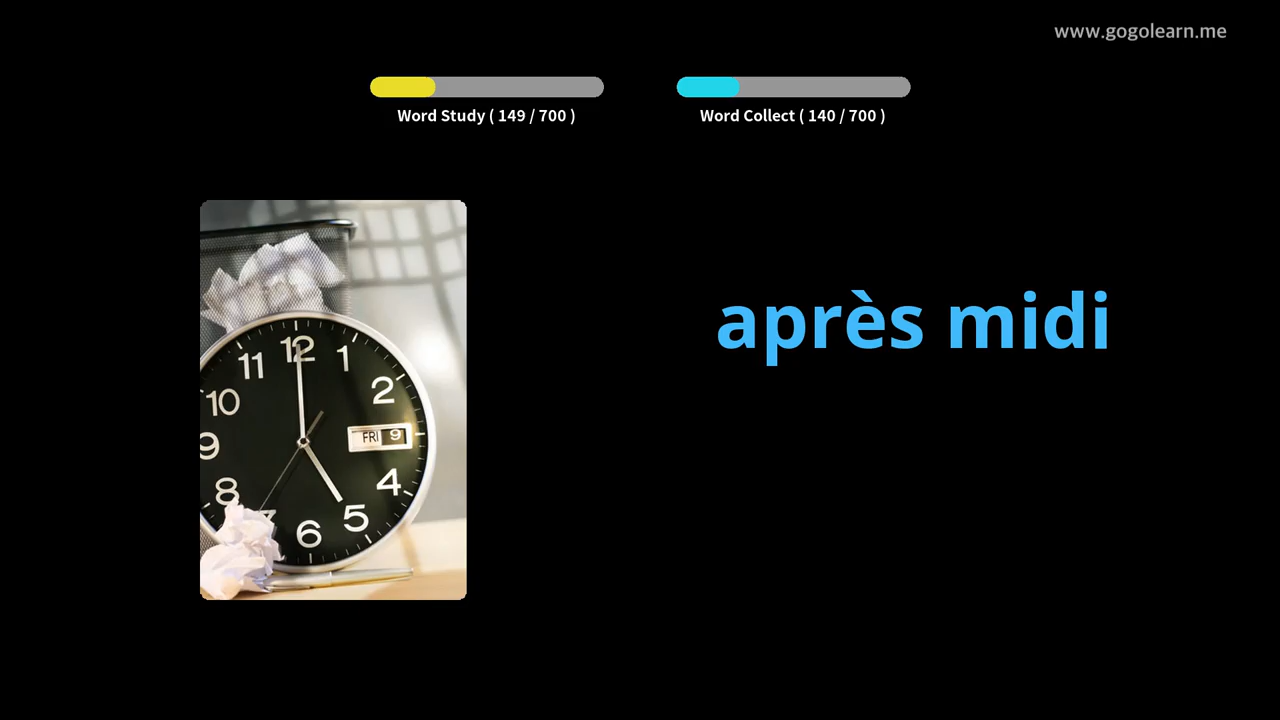 www.gogolearn.me
Word Study ( 149 / 700 )
Word Collect ( 140 / 700 )
après midi
12
11
1
10
2
9
FRI 9
8
4
7
5
6